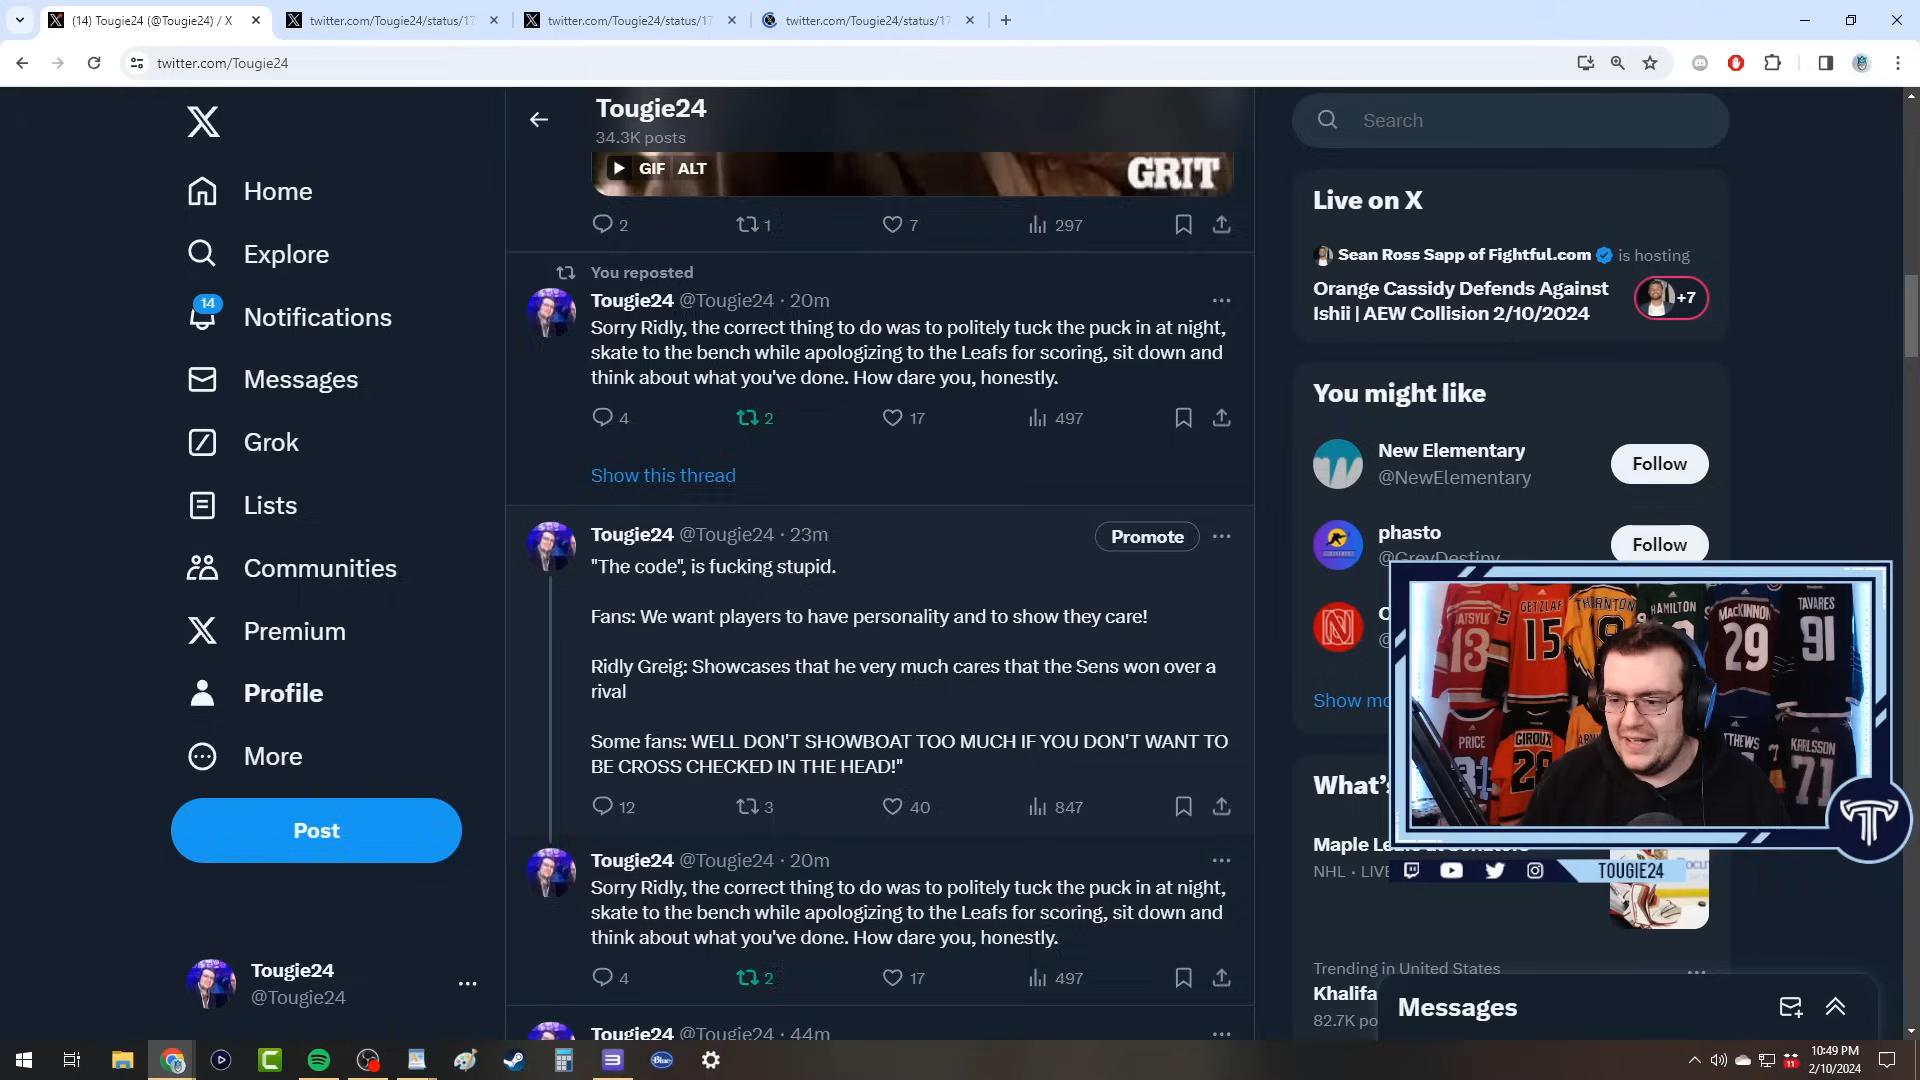 (14) Tougie24 (@Tougie24) / X
twitter.com/Tougie24/status/17
twitter.com/Tougie24/status/17
twitter.com/Tougie24/status/17
twitter.com/Tougie24
Home
Explore
14
Notifications
Messages
Grok
Lists
Communities
Premium
Profile
More
Post
Tougie24
@Tougie24
Tougie24
34.3K posts
GIF ALT
GRIT
2 1 7 297
You reposted
Tougie24 @Tougie24 · 20m
Sorry Ridly, the correct thing to do was to politely tuck the puck in at night,
skate to the bench while apologizing to the Leafs for scoring, sit down and
think about what you've done. How dare you, honestly.
4 2 17 497
Show this thread
Tougie24 @Tougie24 · 23m
Promote
"The code", is fucking stupid.
Fans: We want players to have personality and to show they care!
Ridly Greig: Showcases that he very much cares that the Sens won over a
rival
Some fans: WELL DON'T SHOWBOAT TOO MUCH IF YOU DON'T WANT TO
BE CROSS CHECKED IN THE HEAD!"
12 3 40 847
Tougie24 @Tougie24 · 20m
Sorry Ridly, the correct thing to do was to politely tuck the puck in at night,
skate to the bench while apologizing to the Leafs for scoring, sit down and
think about what you've done. How dare you, honestly.
4 2 17 497
Tougie24 @Tougie24 · 44m
Search
Live on X
Sean Ross Sapp of Fightful.com is hosting
Orange Cassidy Defends Against
Ishii | AEW Collision 2/10/2024
+7
You might like
New Elementary
@NewElementary
Follow
phasto
@GreyDestiny
Follow
Show mo
What's
Maple Leafs at Senators
NHL · LIVE
Trending in United States
Khalifa
82.7K po
Messages
13
GETZLAF
15
THORNTON
HAMILTON
MACKINNON
29
TAVARES
91
PRICE
31
GIROUX
28
KARLSSON
71
TOUGIE24
11
10:49 PM
2/10/2024